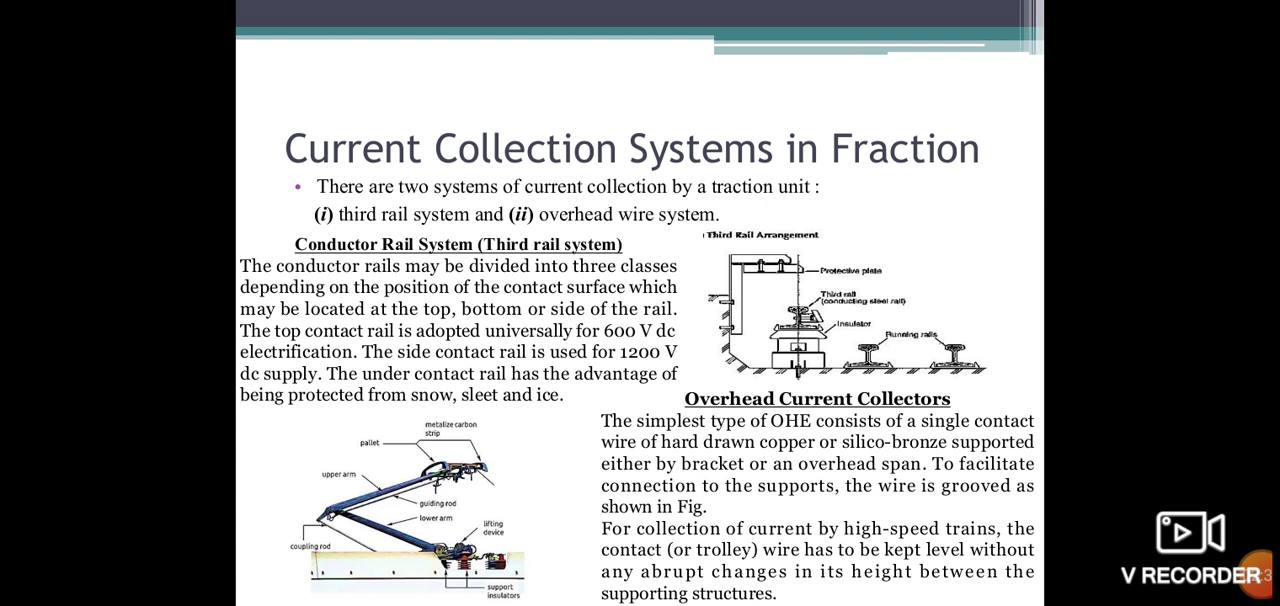 Current Collection Systems in Fraction
• There are two systems of current collection by a traction unit :
(i) third rail system and (ii) overhead wire system.
Conductor Rail System (Third rail system)
The conductor rails may be divided into three classes
depending on the position of the contact surface which
may be located at the top, bottom or side of the rail.
The top contact rail is adopted universally for 600 V dc
electrification. The side contact rail is used for 1200 V
dc supply. The under contact rail has the advantage of
being protected from snow, sleet and ice.
Third Rail Arrangement
Protective plate
Third rail
(conducting steel rail)
Insulator
Running rails
metalize carbon
strip
pallet
upper arm
guiding rod
lower arm
lifting
device
coupling rod
support
insulators
Overhead Current Collectors
The simplest type of OHE consists of a single contact
wire of hard drawn copper or silico-bronze supported
either by bracket or an overhead span. To facilitate
connection to the supports, the wire is grooved as
shown in Fig.
For collection of current by high-speed trains, the
contact (or trolley) wire has to be kept level without
any abrupt changes in its height between the
supporting structures.
V RECORDER